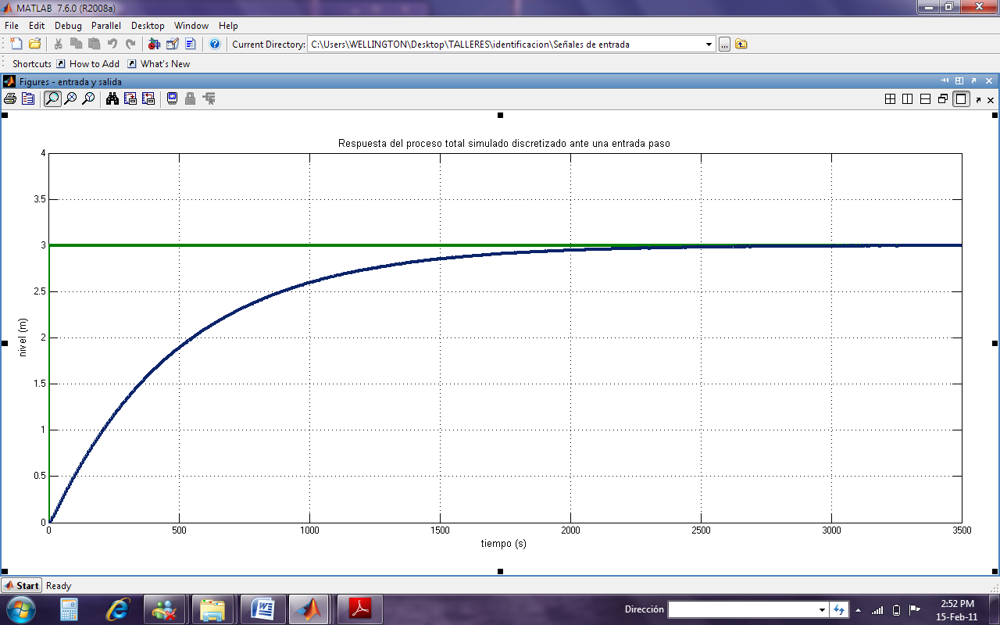 MATLAB 7.6.0 (R2008a)
File Edit Debug Parallel Desktop Window Help
Current Directory: C:\Users\WELLINGTON\Desktop\TALLERES\identificacion\Señales de entrada ...
Shortcuts How to Add What's New
Figures - entrada y salida
Respuesta del proceso total simulado discretizado ante una entrada paso
4
3.5
3
2.5
2
1.5
1
0.5
0
nivel (m)
0 500 1000 1500 2000 2500 3000 3500
tiempo (s)
Start Ready
Dirección
2:52 PM
15-Feb-11